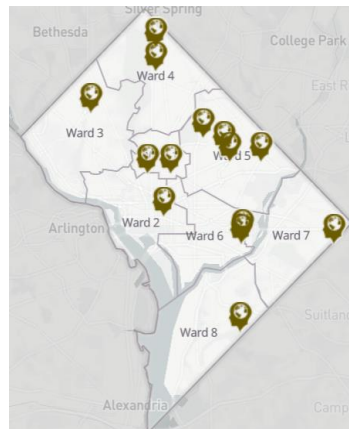 Silver Spring
Bethesda
College Park
Ward 4
East R
Ward 3
Ward 5
Ward 2
Arlington
Ward 6
Ward 7
Suitla
Ward 8
Alexandria
Camp